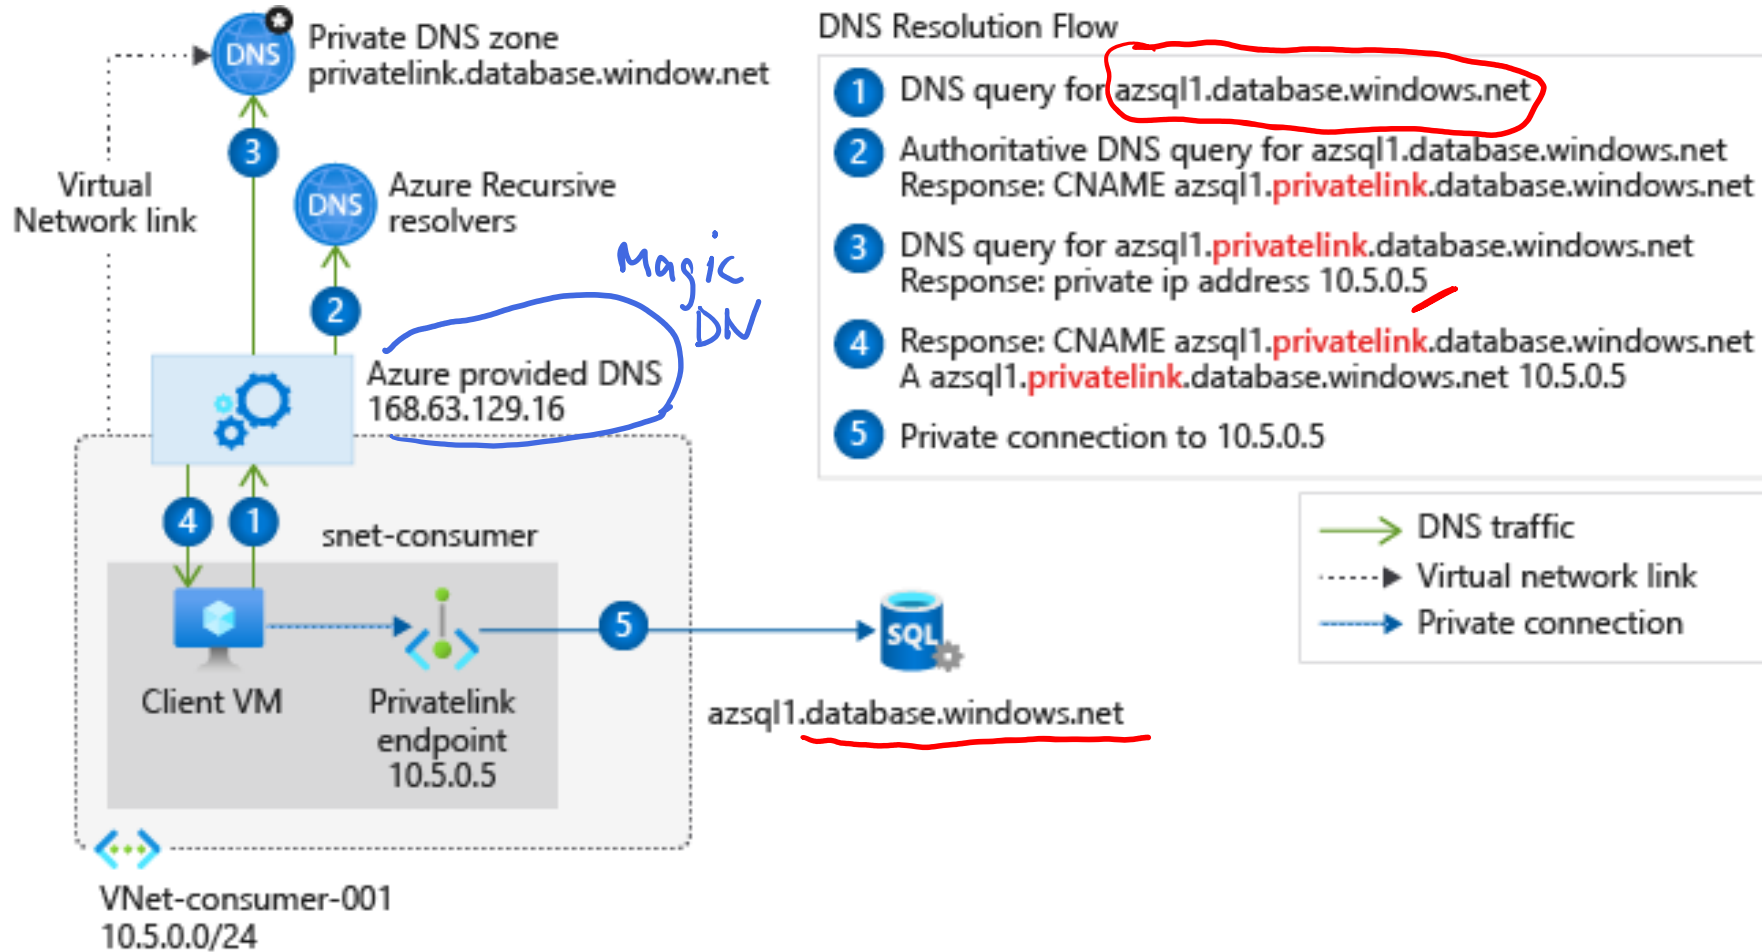 Private DNS zone
privatelink.database.window.net
DNS
3
Virtual
Network link
DNS
Azure Recursive
resolvers
2
Magic
DN
Azure provided DNS
168.63.129.16
4
1
snet-consumer
Client VM
Privatelink
endpoint
10.5.0.5
5
SQL
azsql1.database.windows.net
VNet-consumer-001
10.5.0.0/24
DNS Resolution Flow
1 DNS query for azsql1.database.windows.net
2 Authoritative DNS query for azsql1.database.windows.net
Response: CNAME azsql1.privatelink.database.windows.net
3 DNS query for azsql1.privatelink.database.windows.net
Response: private ip address 10.5.0.5
4 Response: CNAME azsql1.privatelink.database.windows.net
A azsql1.privatelink.database.windows.net 10.5.0.5
5 Private connection to 10.5.0.5
DNS traffic
Virtual network link
Private connection